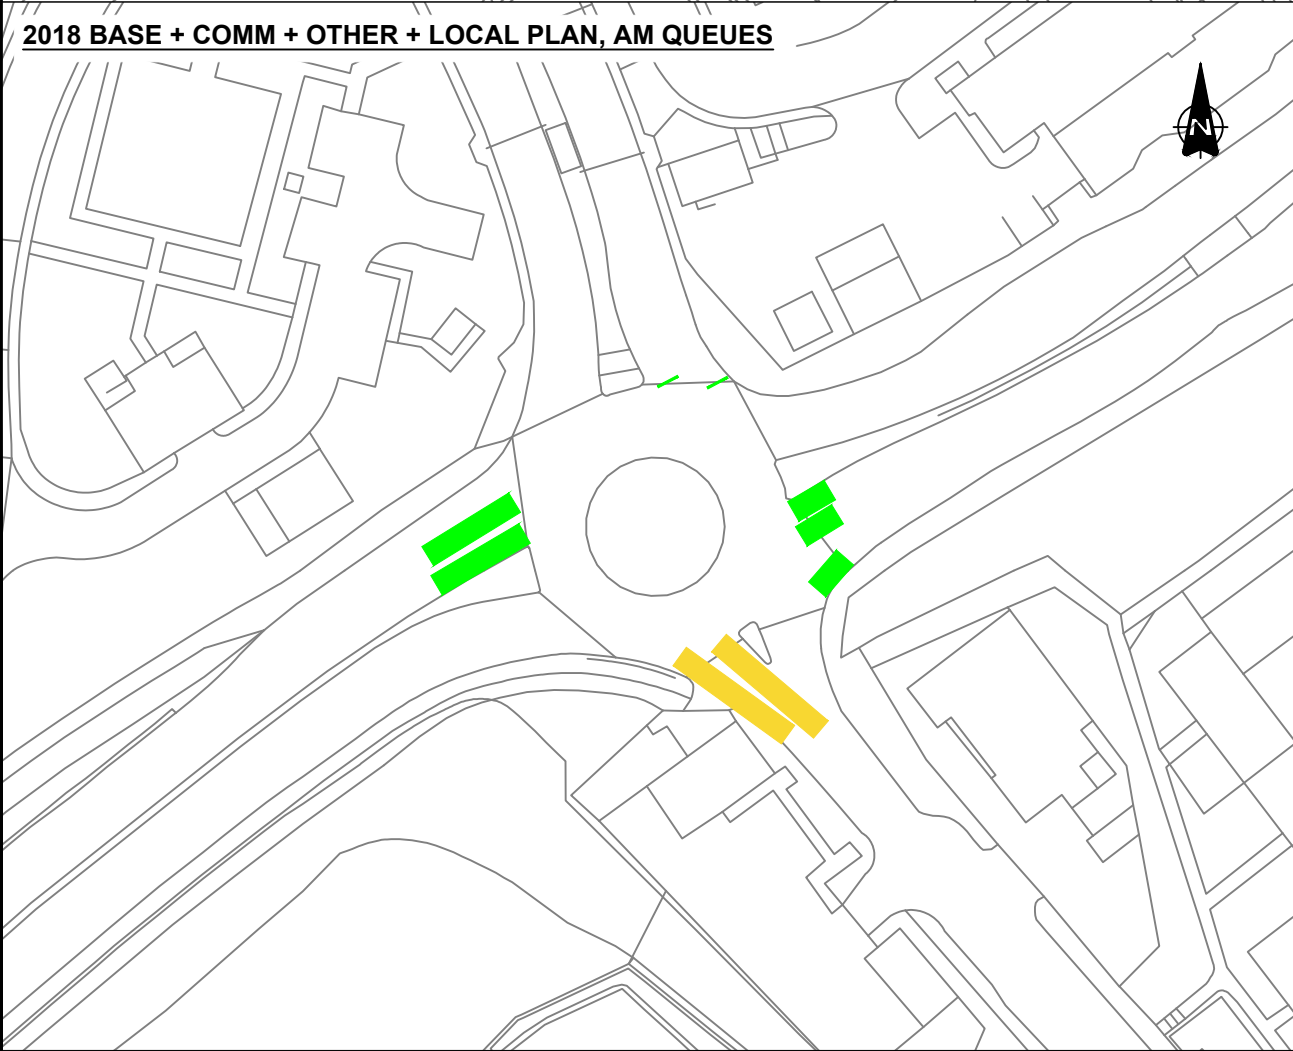 2018 BASE + COMM + OTHER + LOCAL PLAN, AM QUEUES
N